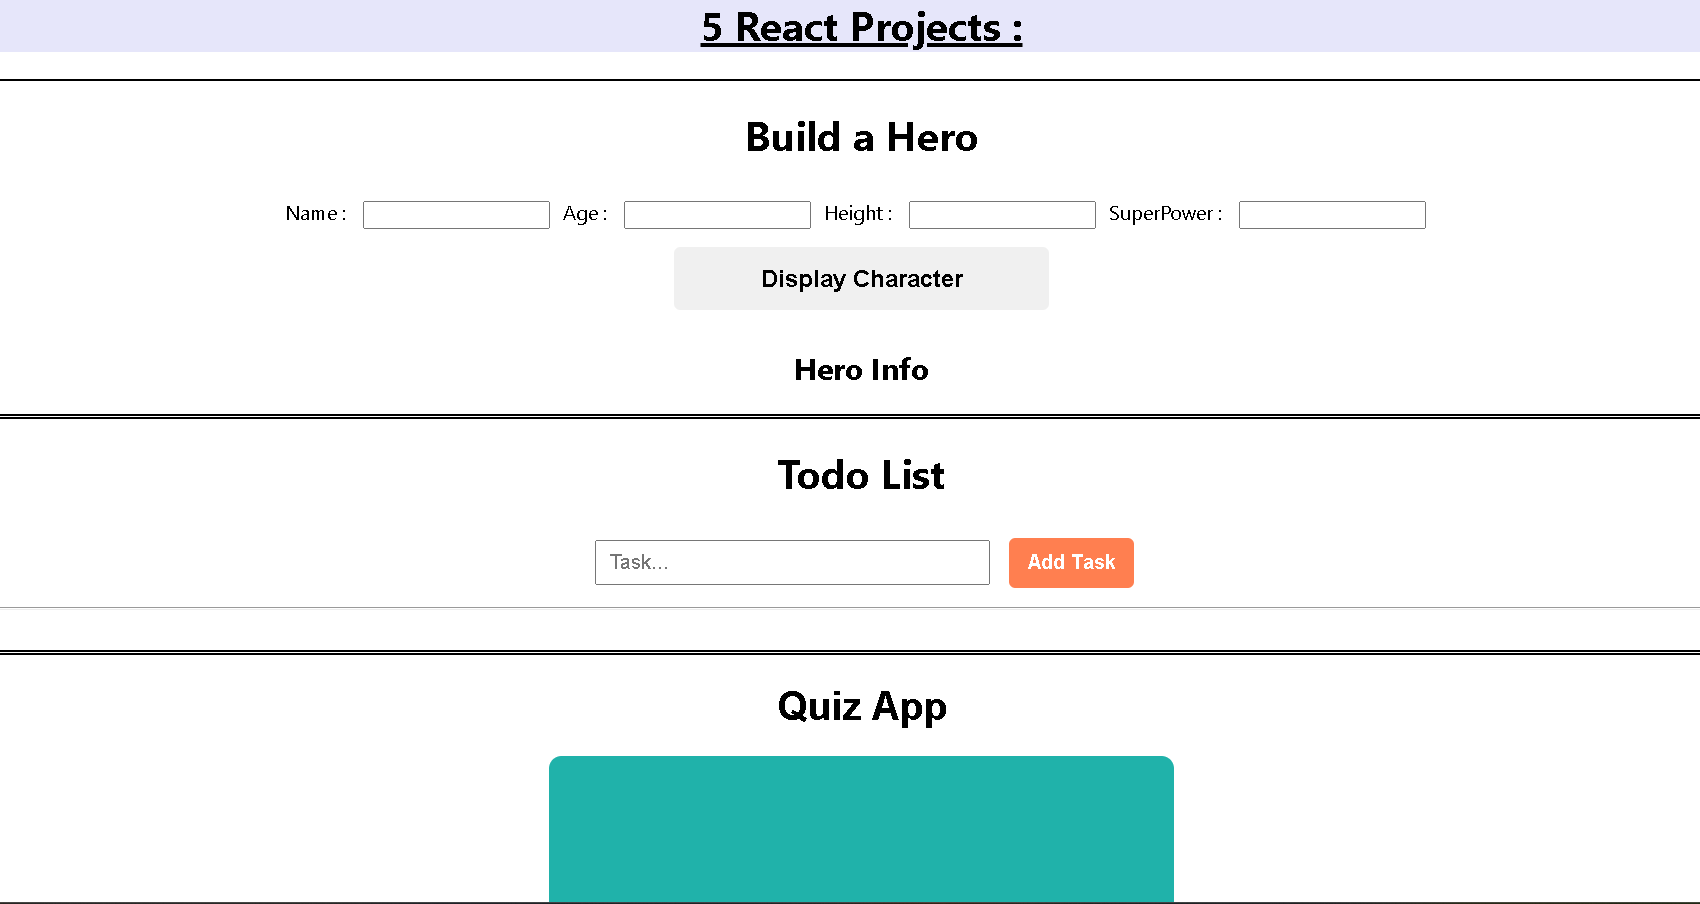 5 React Projects :
Build a Hero
Name : Age : Height : SuperPower :
Display Character
Hero Info
Todo List
Task... Add Task
Quiz App